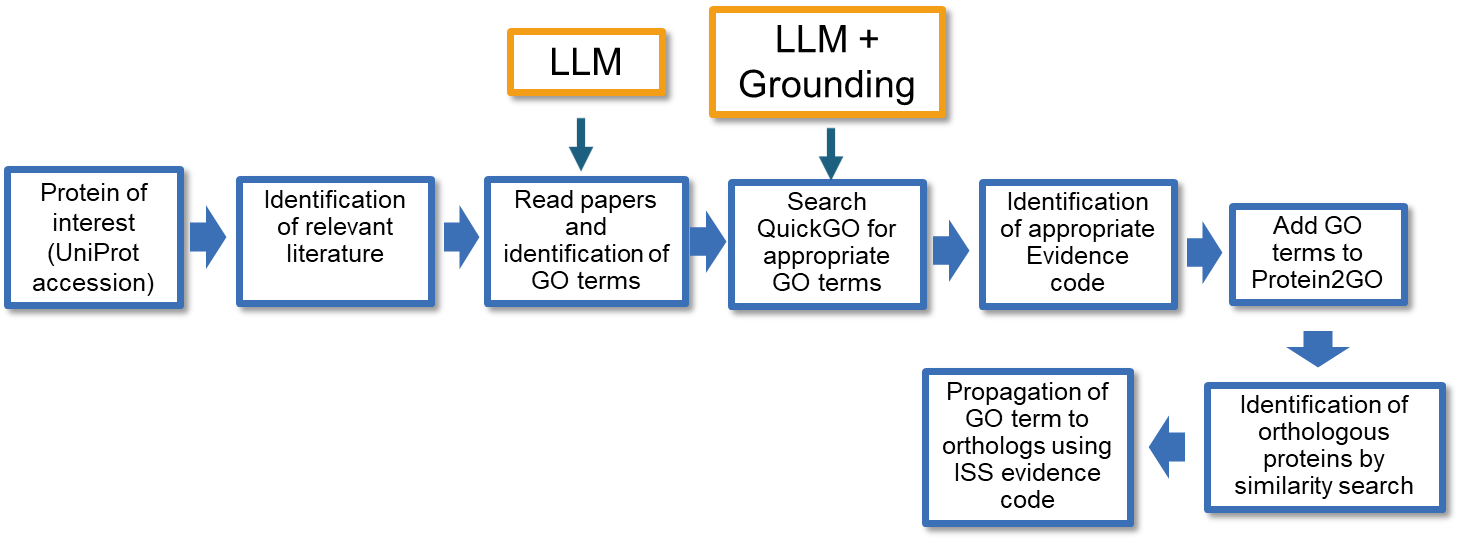 LLM
LLM +
Grounding
Protein of
interest
(UniProt
accession)
Identification
of relevant
literature
Read papers
and
identification of
GO terms
Search
QuickGO for
appropriate
GO terms
Identification
of appropriate
Evidence
code
Add GO
terms to
Protein2GO
Propagation of
GO term to
orthologs using
ISS evidence
code
Identification of
orthologous
proteins by
similarity search